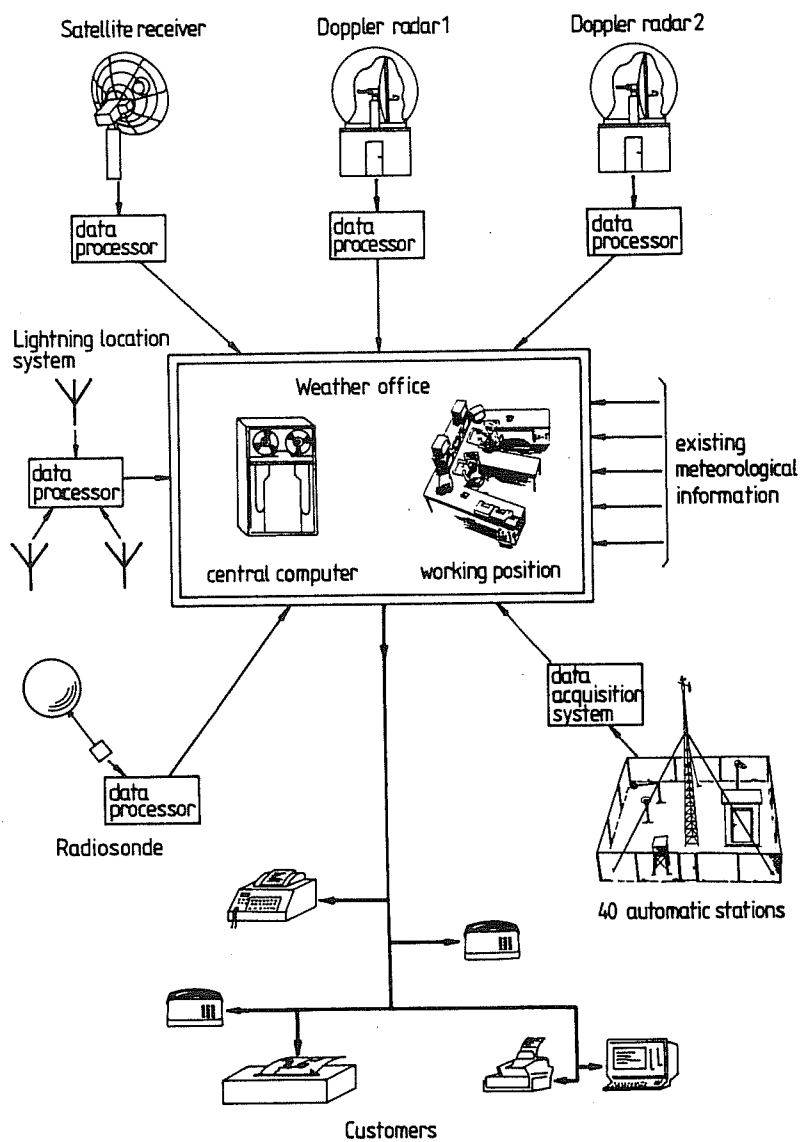 Satellite receiver
Doppler radar 1
Doppler radar 2
data
processor
data
processor
data
processor
Lightning location
system
data
processor
Weather office
central computer
working position
existing
meteorological
information
data
processor
Radiosonde
data
acquisition
system
40 automatic stations
Customers